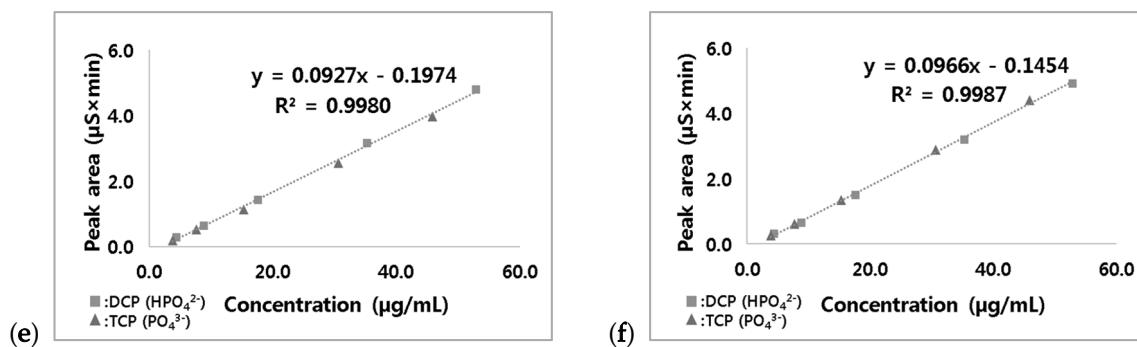 6.0
4.0
2.0
0.0
Peak area (µS×min)
y = 0.0927x - 0.1974
R² = 0.9980
0.0 20.0 40.0 60.0
Concentration (µg/mL)
:DCP (HPO₄²⁻)
:TCP (PO₄³⁻)
(e)
6.0
4.0
2.0
0.0
Peak area (µS×min)
y = 0.0966x - 0.1454
R² = 0.9987
0.0 20.0 40.0 60.0
Concentration (µg/mL)
:DCP (HPO₄²⁻)
:TCP (PO₄³⁻)
(f)